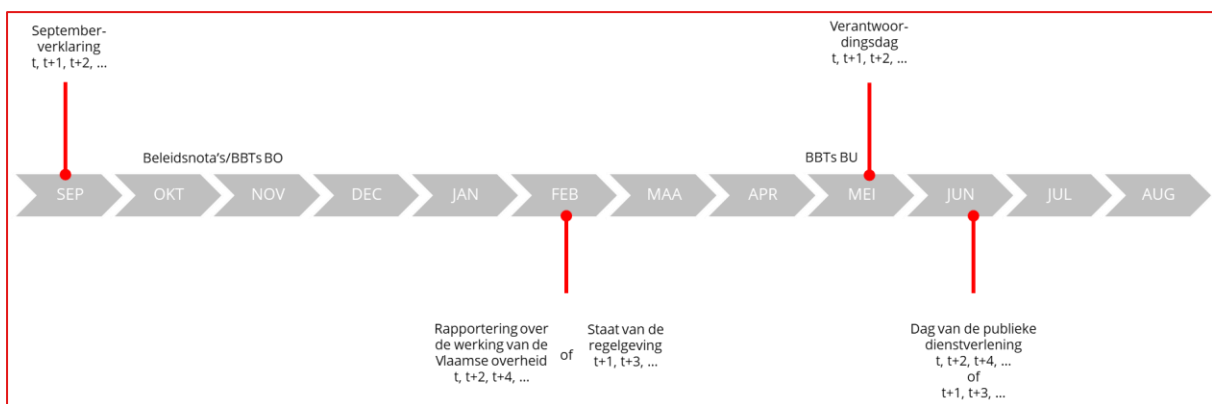 September-
verklaring
t, t+1, t+2, ...
Verantwoor-
dingsdag
t, t+1, t+2, ...
Beleidsnota's/BBTs BO
BBTs BU
SEP
OKT
NOV
DEC
JAN
FEB
MAA
APR
MEI
JUN
JUL
AUG
Rapportering over
de werking van de
Vlaamse overheid
t, t+2, t+4, ...
of
Staat van de
regelgeving
t+1, t+3, ...
Dag van de publieke
dienstverlening
t, t+2, t+4, ...
of
t+1, t+3, ...